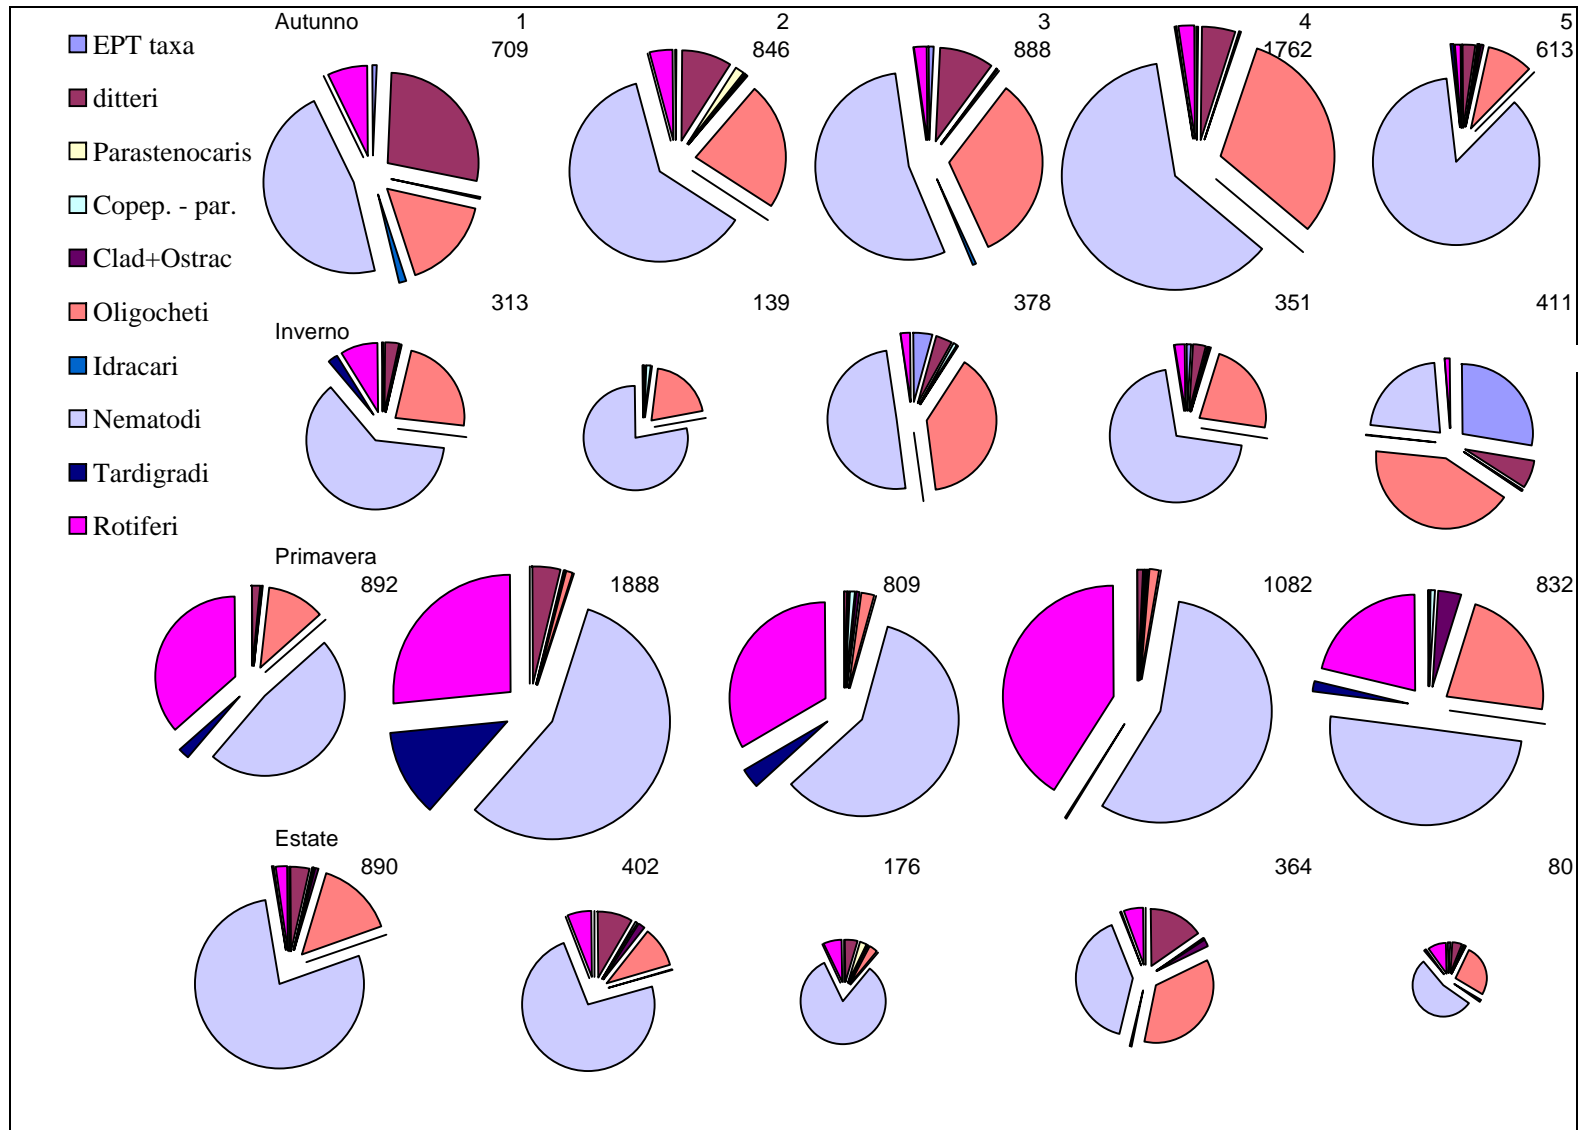 Autunno 1 2 3 4 5
709 846 888 1762 613
EPT taxa
ditteri
Parastenocaris
Copep. - par.
Clad+Ostrac
Oligocheti
Idracari
Nematodi
Tardigradi
Rotiferi
313 139 378 351 411
Inverno
Primavera
892 1888 809 1082 832
Estate
890 402 176 364 80